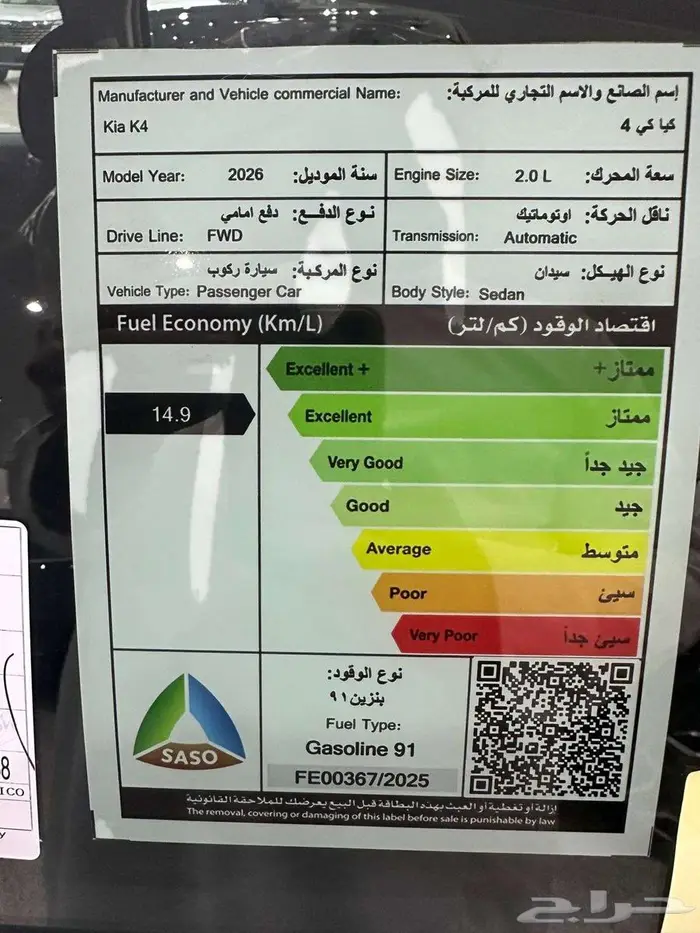 Manufacturer and Vehicle commercial Name: إسم الصانع والاسم التجاري للمركبة:
Kia K4 كيا كي 4
Model Year: 2026 سنة الموديل:
Engine Size: 2.0 L سعة المحرك:
نوع الدفع: دفع امامي
Drive Line: FWD
ناقل الحركة: اوتوماتيك
Transmission: Automatic
نوع المركبة: سيارة ركوب
Vehicle Type: Passenger Car
نوع الهيكل: سيدان
Body Style: Sedan
Fuel Economy (Km/L) اقتصاد الوقود (كم/لتر)
Excellent + ممتاز+
14.9
Excellent ممتاز
Very Good جيد جداً
Good جيد
Average متوسط
Poor سيئ
Very Poor سيئ جداً
SASO
نوع الوقود:
بنزين ٩١
Fuel Type:
Gasoline 91
FE00367/2025
إزالة أو تغطية أو العبث بهذه البطاقة قبل البيع يعرضك للملاحقة القانونية
The removal, covering or damaging of this label before sale is punishable by law
8
ICO
y
حراج